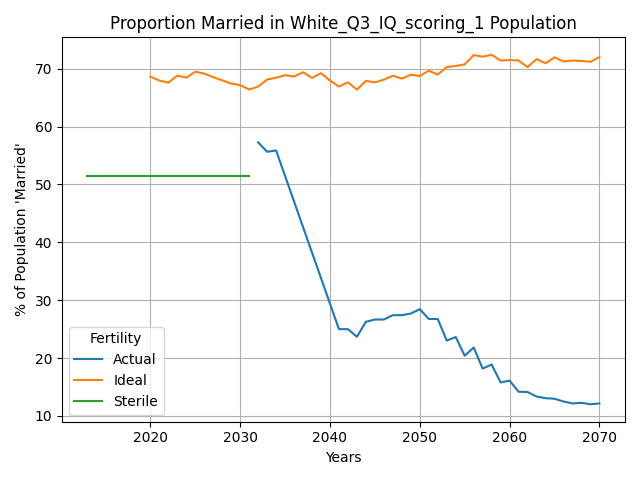 Proportion Married in White_Q3_IQ_scoring_1 Population
% of Population 'Married'
70
60
50
40
30
20
10
Fertility
Actual
Ideal
Sterile
2020 2030 2040 2050 2060 2070
Years